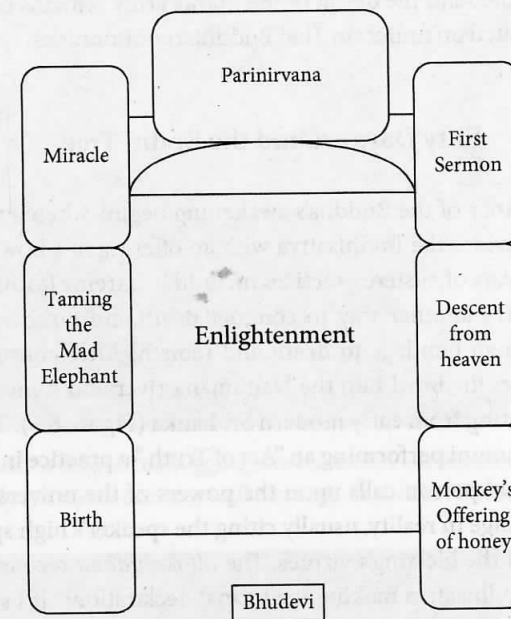 Parinirvana
Miracle
First
Sermon
Taming
the
Mad
Elephant
Enlightenment
Descent
from
heaven
Birth
Monkey's
Offering
of honey
Bhudevi